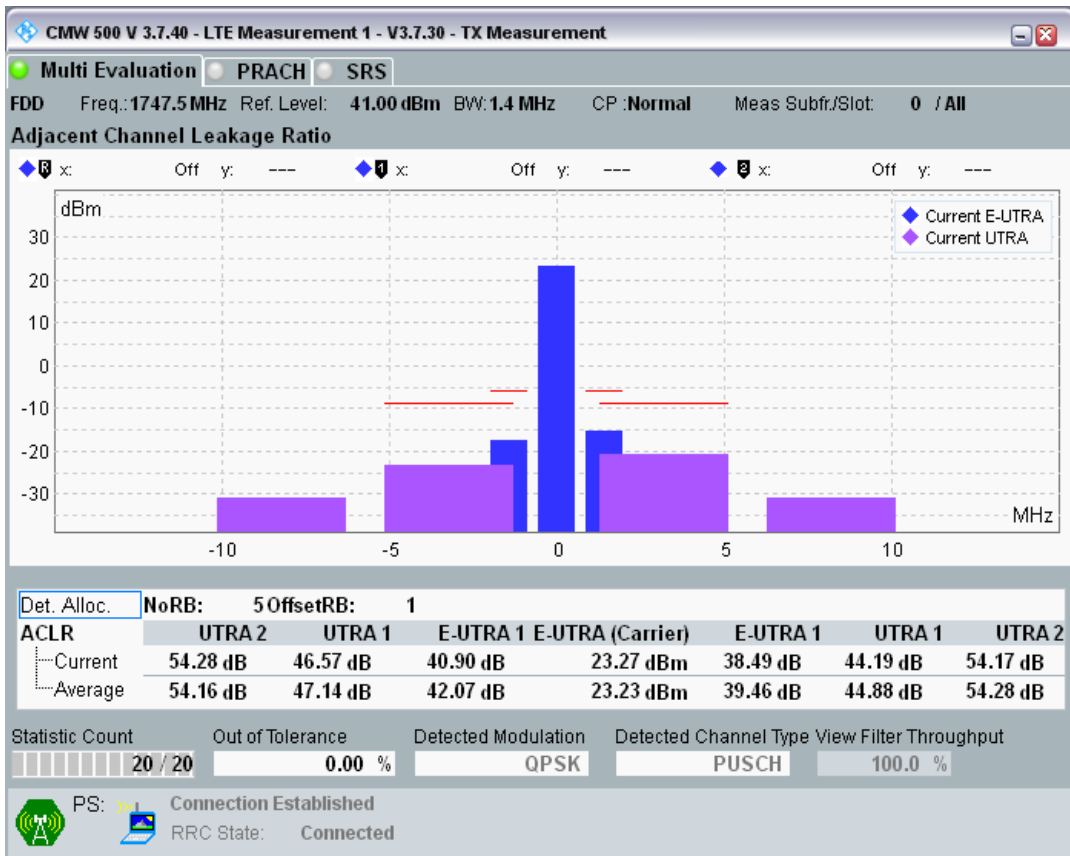 CMW 500 V 3.7.40 - LTE Measurement 1 - V3.7.30 - TX Measurement
Multi Evaluation PRACH SRS
FDD Freq.: 1747.5 MHz Ref. Level: 41.00 dBm BW: 1.4 MHz CP : Normal Meas Subfr./Slot: 0 / All
Adjacent Channel Leakage Ratio
R x: Off y: --- 1 x: Off y: --- 2 x: Off y: ---
dBm
Current E-UTRA
Current UTRA
30
20
10
0
-10
-20
-30
MHz
-10 -5 0 5 10
Det. Alloc. NoRB: 5 OffsetRB: 1
ACLR UTRA 2 UTRA 1 E-UTRA 1 E-UTRA (Carrier) E-UTRA 1 UTRA 1 UTRA 2
Current 54.28 dB 46.57 dB 40.90 dB 23.27 dBm 38.49 dB 44.19 dB 54.17 dB
Average 54.16 dB 47.14 dB 42.07 dB 23.23 dBm 39.46 dB 44.88 dB 54.28 dB
Statistic Count Out of Tolerance Detected Modulation Detected Channel Type View Filter Throughput
20 / 20 0.00 % QPSK PUSCH 100.0 %
PS: Connection Established
RRC State: Connected